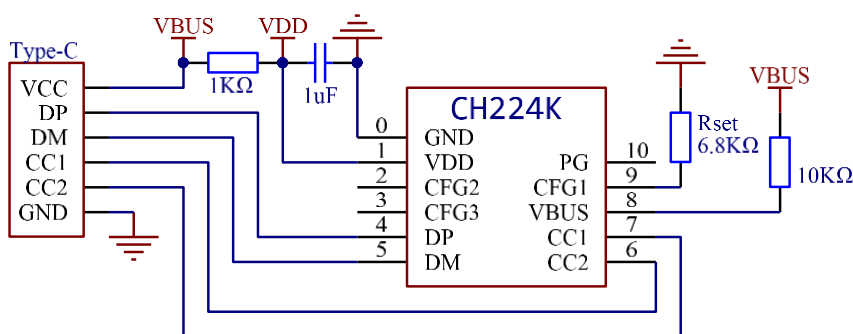 VBUS
VDD
Type-C
VCC
DP
DM
CC1
CC2
GND
1KΩ
1uF
CH224K
0
GND
1
VDD
2
CFG2
3
CFG3
4
DP
5
DM
PG
10
CFG1
9
VBUS
8
CC1
7
CC2
6
Rset
6.8KΩ
VBUS
10KΩ